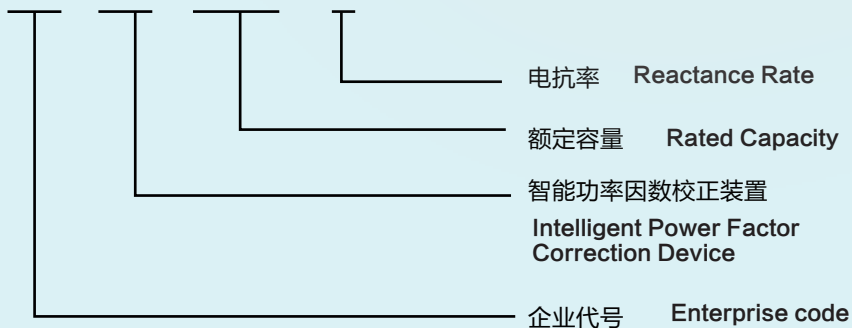 电抗率 Reactance Rate
额定容量 Rated Capacity
智能功率因数校正装置
Intelligent Power Factor
Correction Device
企业代号 Enterprise code